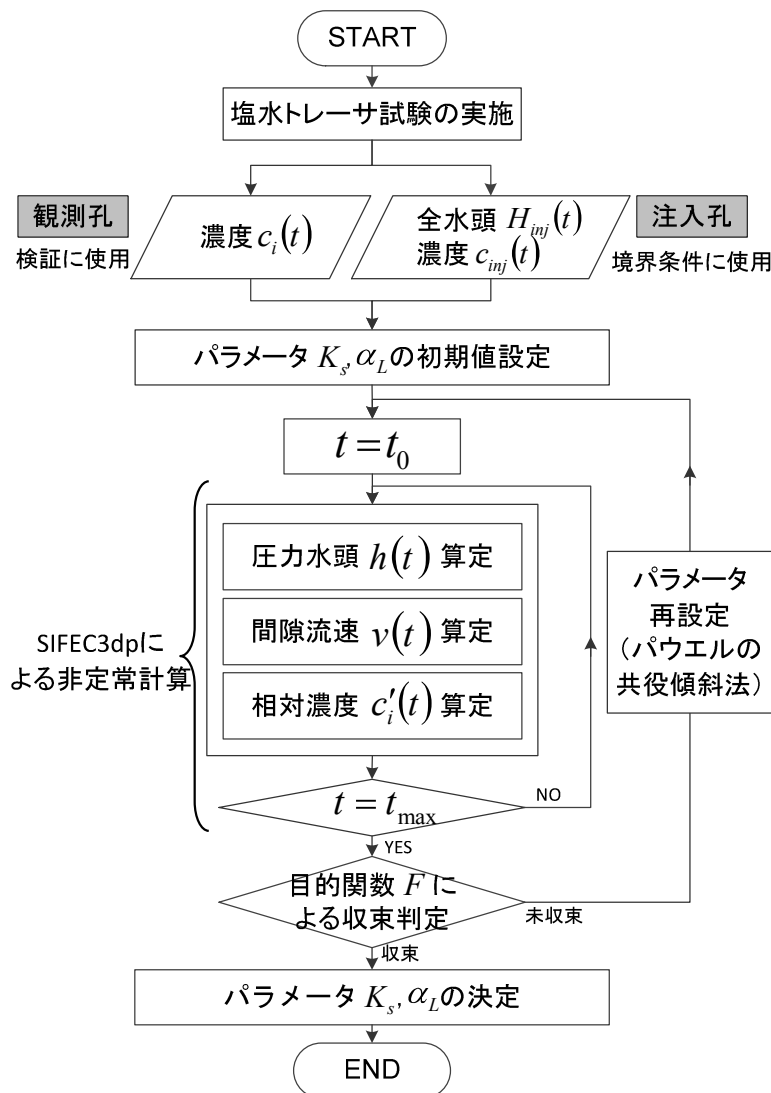 START
塩水トレーサ試験の実施
観測孔
検証に使用
濃度 c_i(t)
全水頭 H_{inj}(t)
濃度 c_{inj}(t)
注入孔
境界条件に使用
パラメータ K_s, α_L の初期値設定
t = t_0
SIFEC3dpに
よる非定常計算
圧力水頭 h(t) 算定
間隙流速 v(t) 算定
相対濃度 c'_i(t) 算定
パラメータ
再設定
（パウエルの
共役傾斜法）
t = t_{max}
NO
YES
目的関数 F に
よる収束判定
未収束
収束
パラメータ K_s, α_L の決定
END